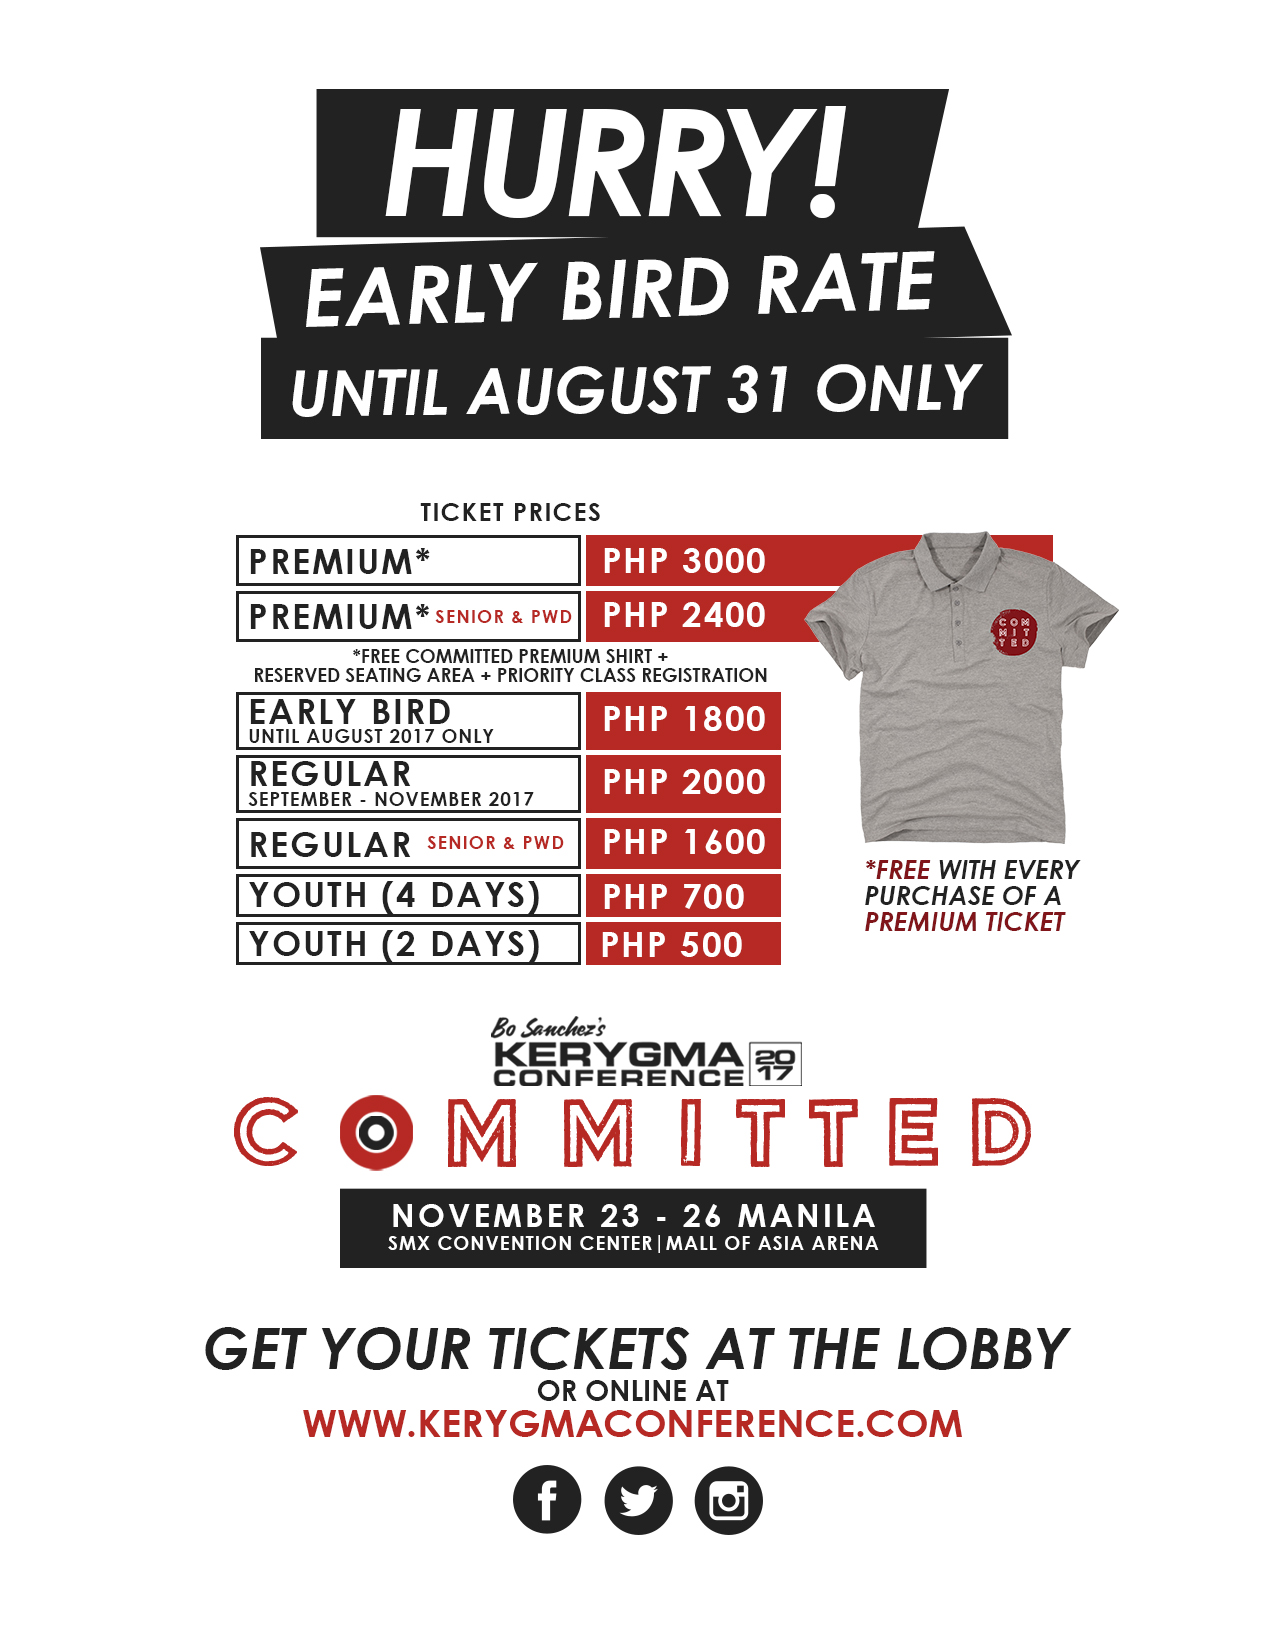 HURRY!
EARLY BIRD RATE
UNTIL AUGUST 31 ONLY
TICKET PRICES
PREMIUM* PHP 3000
PREMIUM* SENIOR & PWD PHP 2400
*FREE COMMITTED PREMIUM SHIRT +
RESERVED SEATING AREA + PRIORITY CLASS REGISTRATION
EARLY BIRD PHP 1800
UNTIL AUGUST 2017 ONLY
REGULAR PHP 2000
SEPTEMBER - NOVEMBER 2017
REGULAR SENIOR & PWD PHP 1600
YOUTH (4 DAYS) PHP 700
YOUTH (2 DAYS) PHP 500
COM
MIT
TED
*FREE WITH EVERY
PURCHASE OF A
PREMIUM TICKET
Bo Sanchez's
KERYGMA 20
CONFERENCE 17
COMMITTED
NOVEMBER 23 - 26 MANILA
SMX CONVENTION CENTER|MALL OF ASIA ARENA
GET YOUR TICKETS AT THE LOBBY
OR ONLINE AT
WWW.KERYGMACONFERENCE.COM